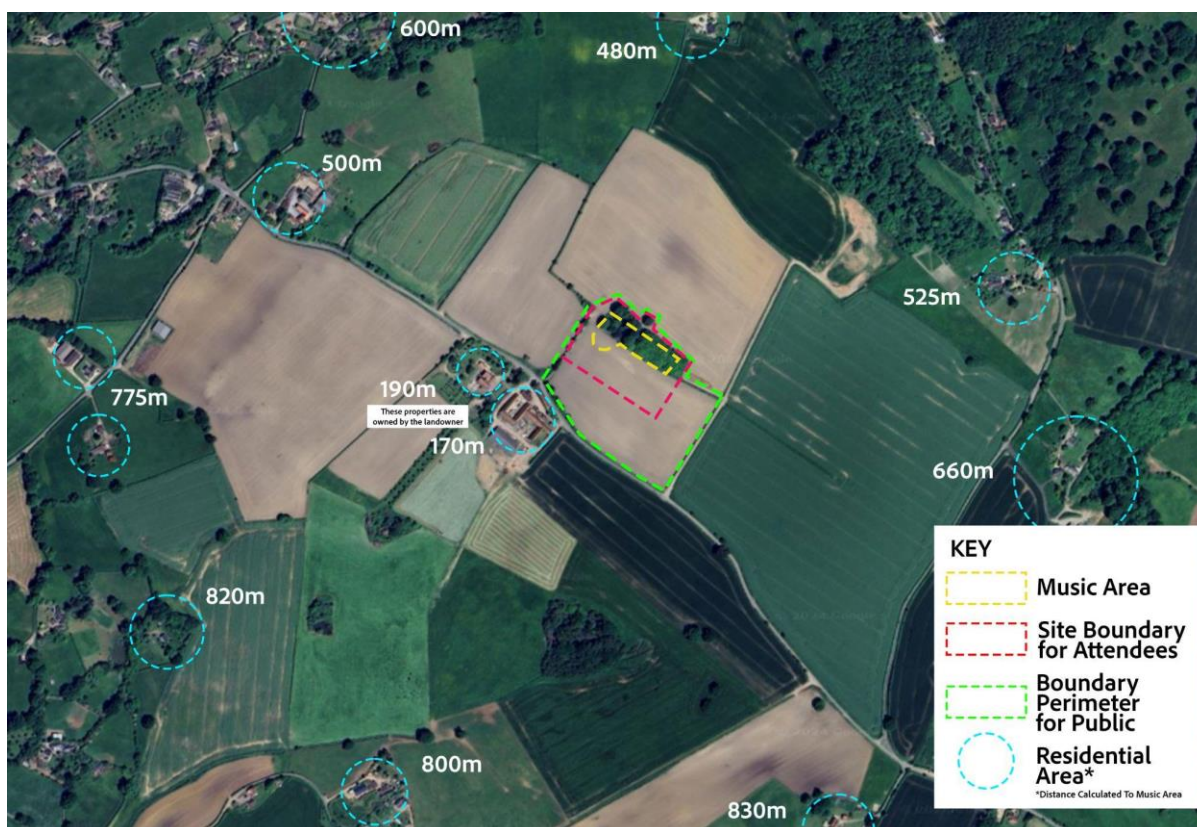 600m
480m
500m
525m
190m
These properties are
owned by the landowner
170m
775m
660m
820m
800m
830m
KEY
Music Area
Site Boundary
for Attendees
Boundary
Perimeter
for Public
Residential
Area*
*Distance Calculated To Music Area